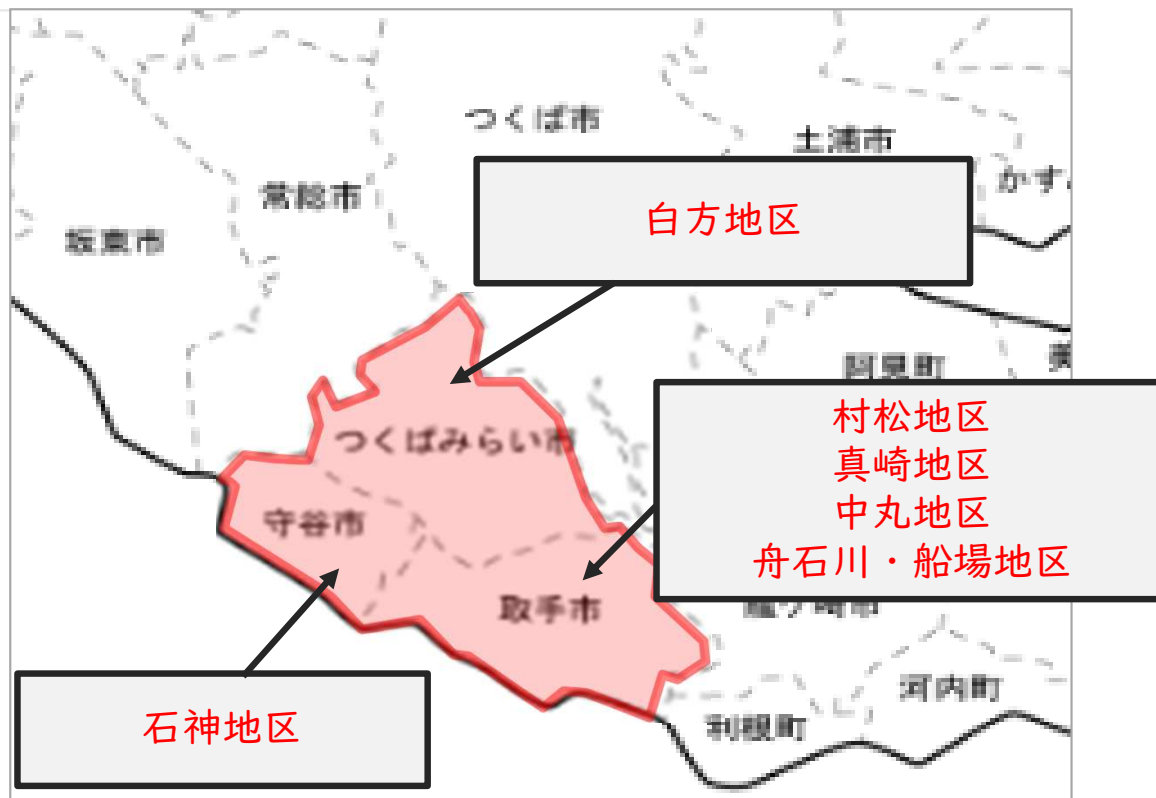 つくば市
土浦市
かすみ
常総市
坂東市
白方地区
阿見町
つくばみらい市
村松地区
真崎地区
中丸地区
舟石川・船場地区
守谷市
取手市
河内町
利根町
石神地区